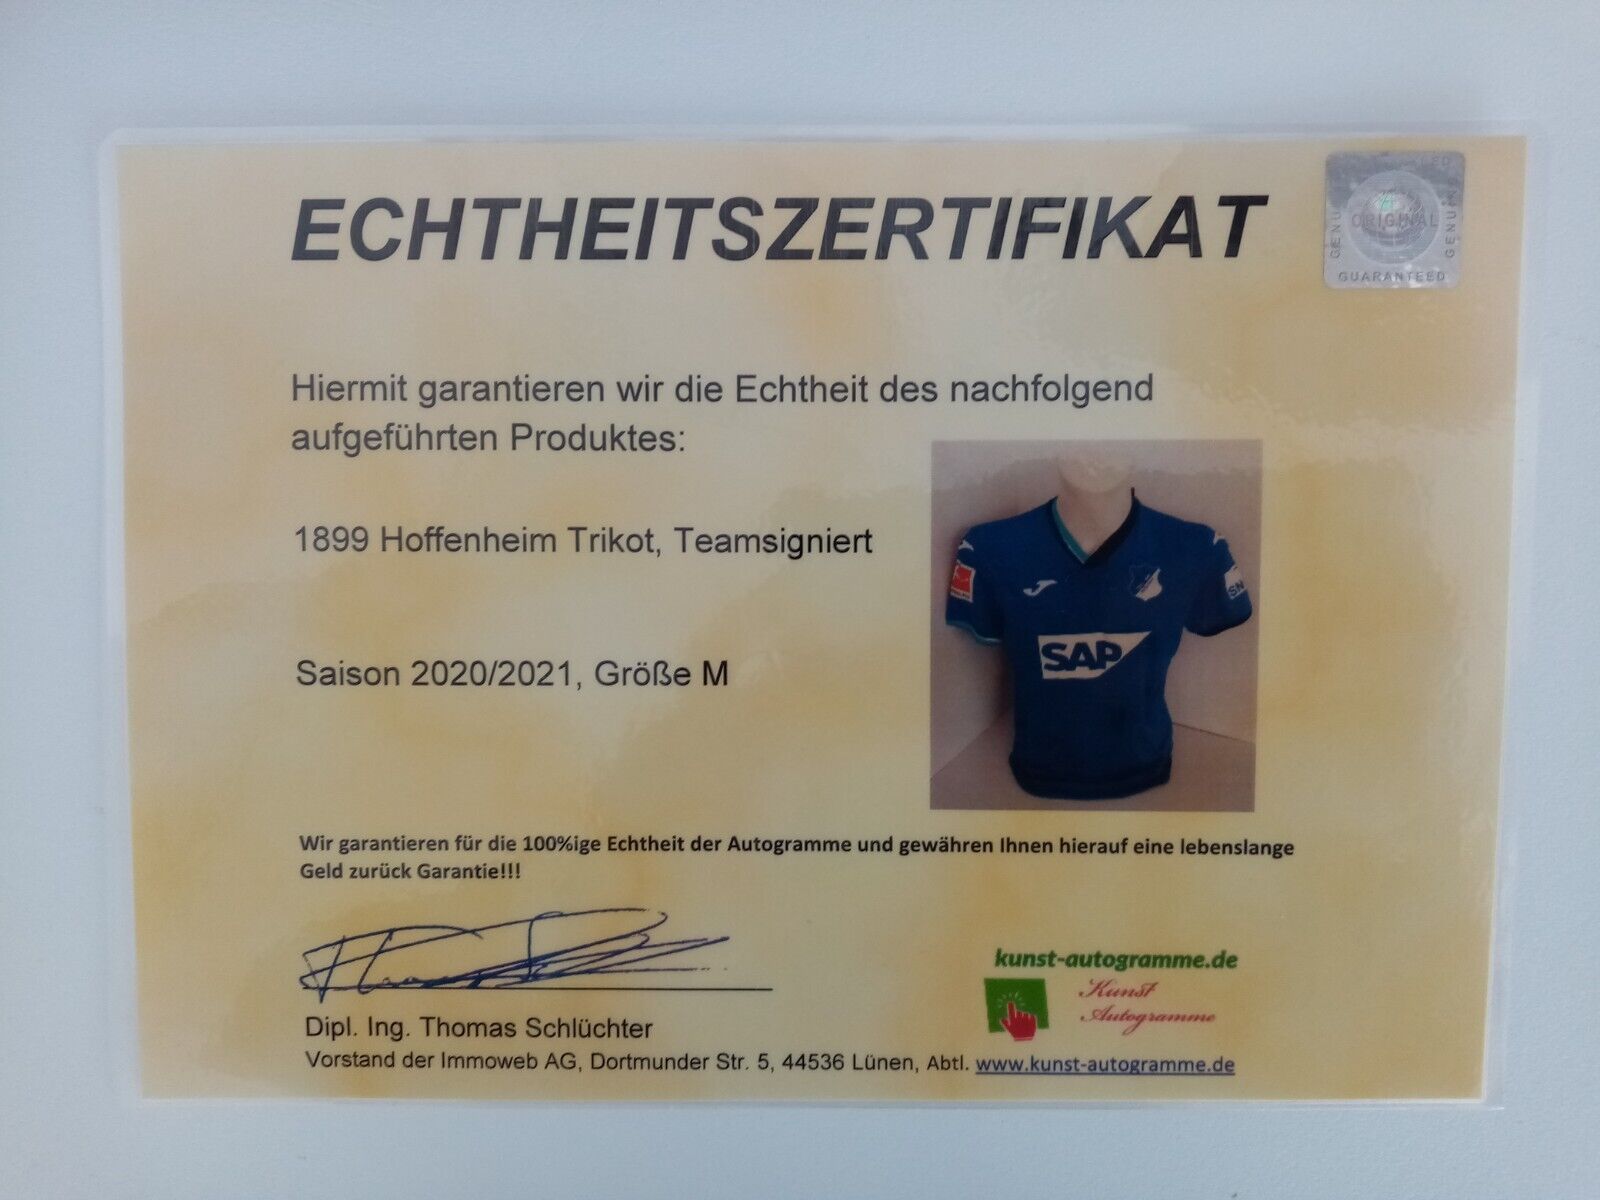 ECHTHEITSZERTIFIKAT
ORIGINAL
GENUINE
GUARANTEED
Hiermit garantieren wir die Echtheit des nachfolgend
aufgeführten Produktes:
1899 Hoffenheim Trikot, Teamsigniert
SAP
Saison 2020/2021, Größe M
Wir garantieren für die 100%ige Echtheit der Autogramme und gewähren Ihnen hierauf eine lebenslange
Geld zurück Garantie!!!
kunst-autogramme.de
Kunst
Autogramme
Dipl. Ing. Thomas Schlüchter
Vorstand der Immoweb AG, Dortmunder Str. 5, 44536 Lünen, Abtl. www.kunst-autogramme.de